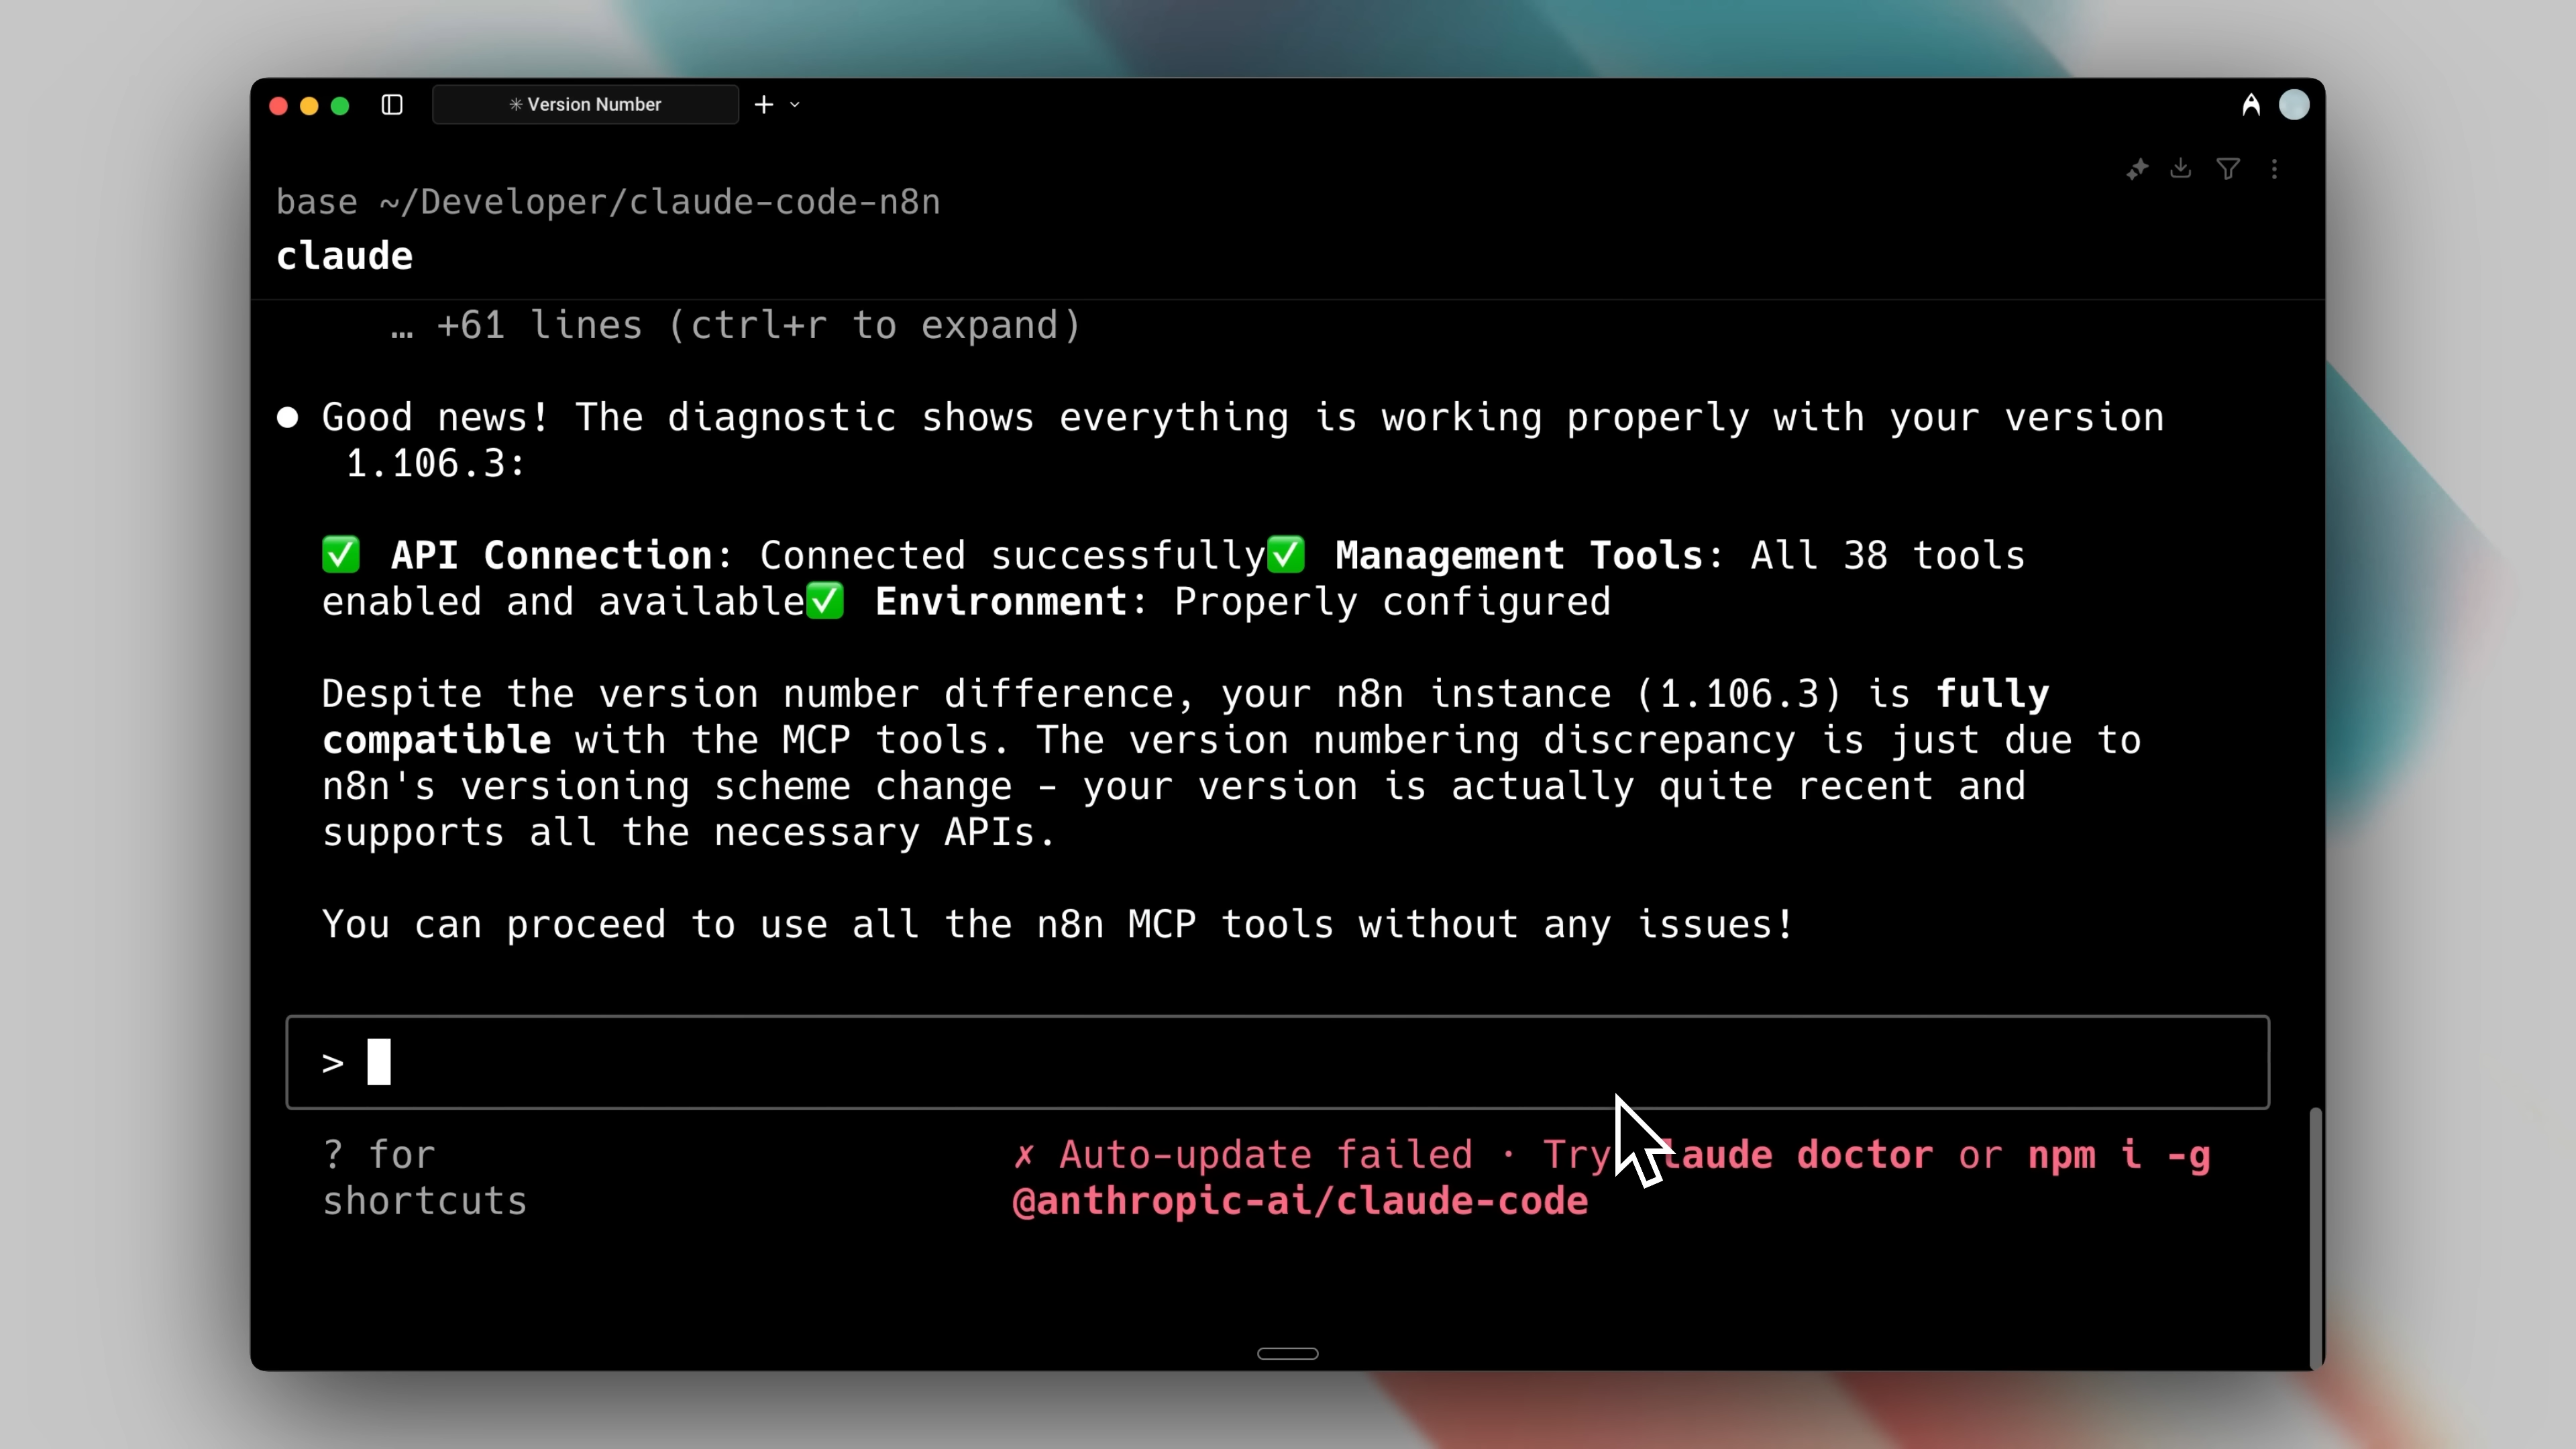 ✳ Version Number
base ~/Developer/claude-code-n8n
claude
… +61 lines (ctrl+r to expand)
● Good news! The diagnostic shows everything is working properly with your version
1.106.3:
✅ API Connection: Connected successfully✅ Management Tools: All 38 tools
enabled and available✅ Environment: Properly configured
Despite the version number difference, your n8n instance (1.106.3) is fully
compatible with the MCP tools. The version numbering discrepancy is just due to
n8n's versioning scheme change - your version is actually quite recent and
supports all the necessary APIs.
You can proceed to use all the n8n MCP tools without any issues!
>
? for
shortcuts
✗ Auto-update failed · Try claude doctor or npm i -g
@anthropic-ai/claude-code